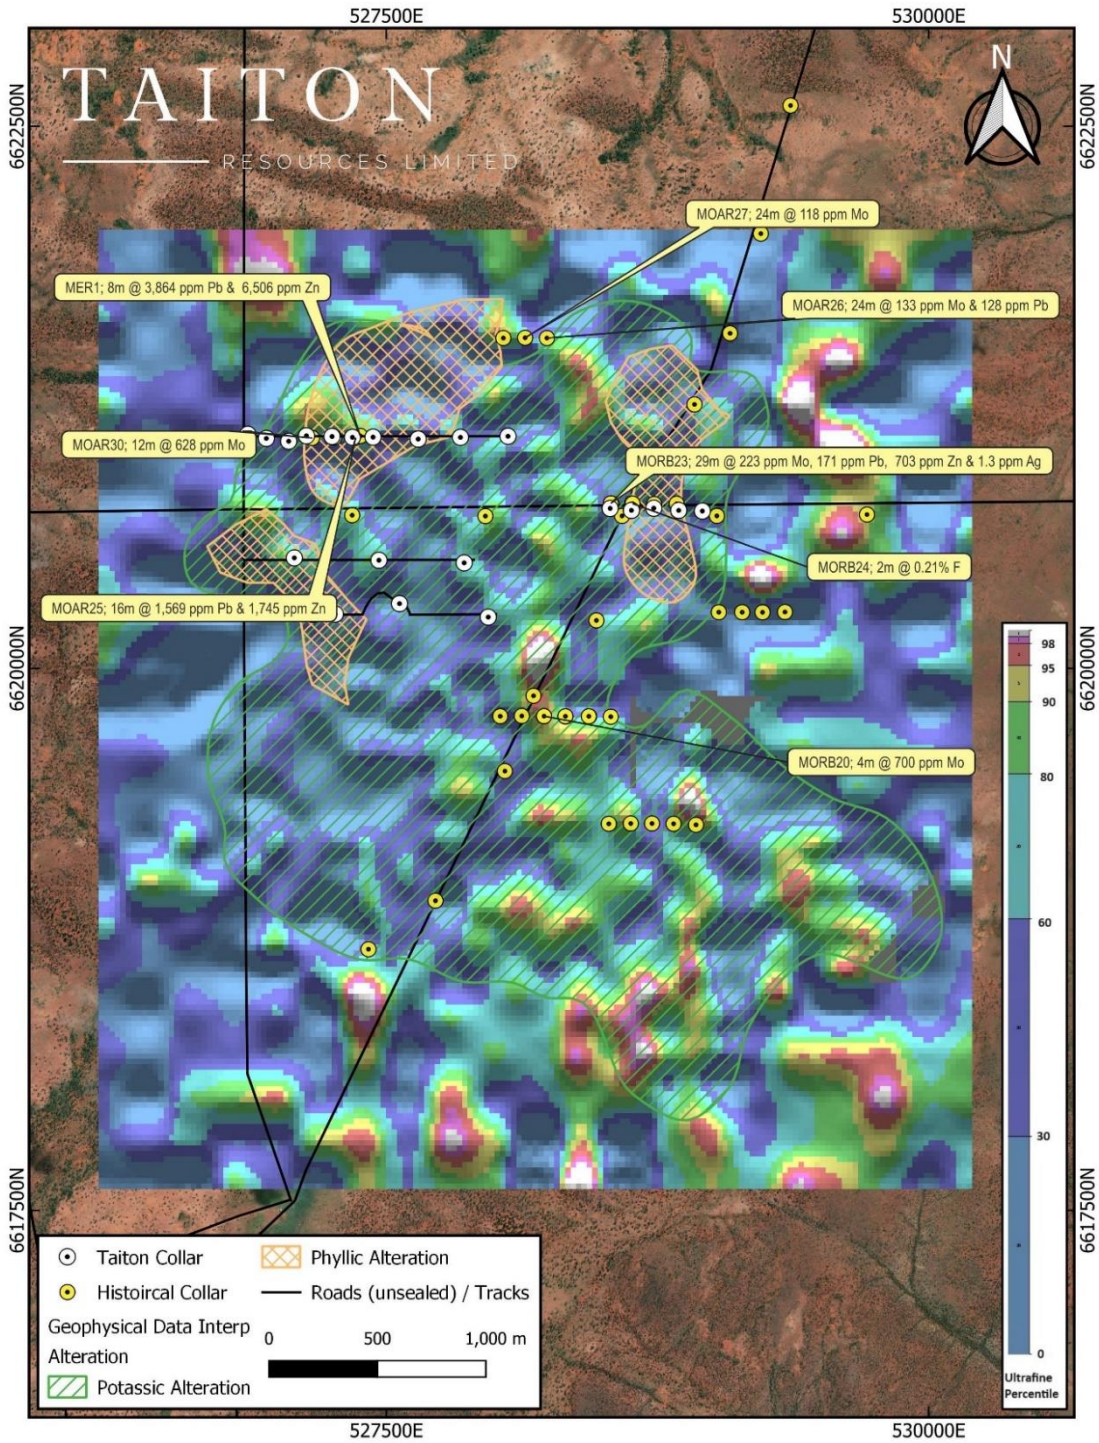 527500E
530000E
6622500N
6622500N
TAITON
RESOURCES LIMITED
N
MOAR27; 24m @ 118 ppm Mo
MER1; 8m @ 3,864 ppm Pb & 6,506 ppm Zn
MOAR26; 24m @ 133 ppm Mo & 128 ppm Pb
MOAR30; 12m @ 628 ppm Mo
MORB23; 29m @ 223 ppm Mo, 171 ppm Pb, 703 ppm Zn & 1.3 ppm Ag
MORB24; 2m @ 0.21% F
MOAR25; 16m @ 1,569 ppm Pb & 1,745 ppm Zn
6620000N
6620000N
MORB20; 4m @ 700 ppm Mo
98
95
90
80
60
30
0
Ultrafine
Percentile
6617500N
6617500N
Taiton Collar
Phyllic Alteration
Histoircal Collar
Roads (unsealed) / Tracks
Geophysical Data Interp
Alteration
0 500 1,000 m
Potassic Alteration
527500E
530000E